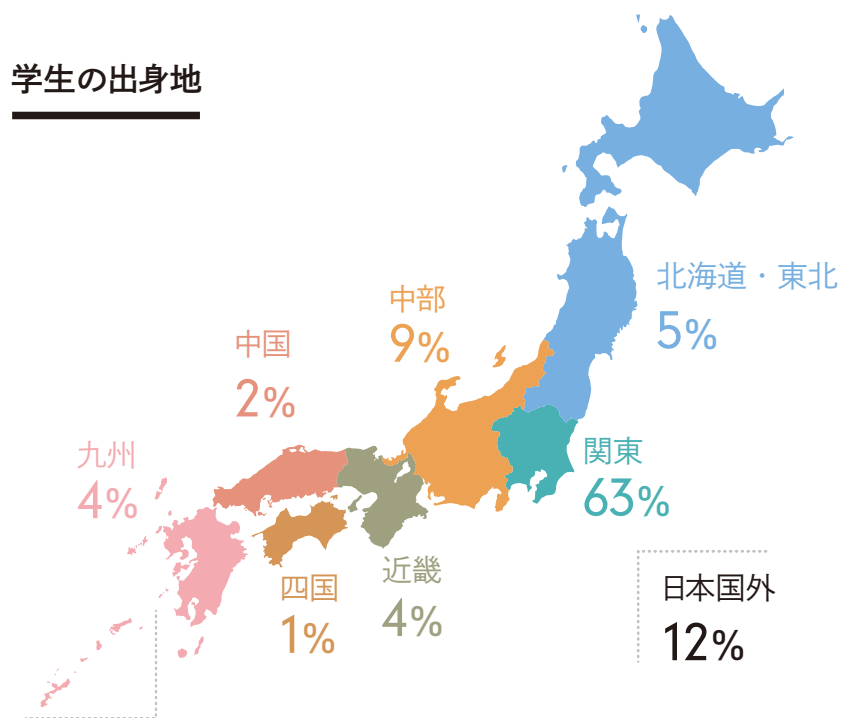 学生の出身地
北海道・東北
5%
中部
9%
中国
2%
九州
4%
関東
63%
近畿
4%
四国
1%
日本国外
12%